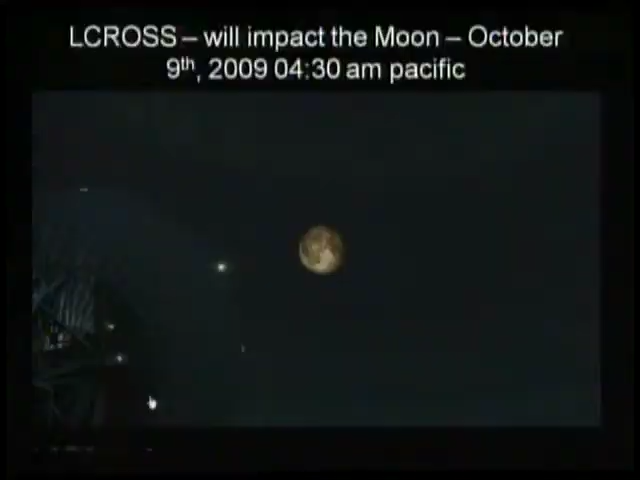 LCROSS – will impact the Moon – October
9th, 2009 04:30 am pacific